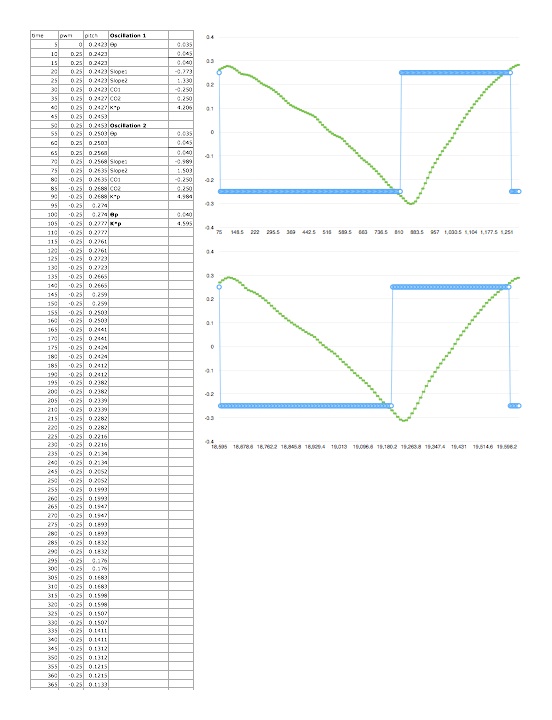 time pwm pitch Oscillation 1
5 0 0.2423 Θp 0.035
10 0.25 0.2423 0.045
15 0.25 0.2423 0.040
20 0.25 0.2423 Slope1 -0.773
25 0.25 0.2423 Slope2 1.330
30 0.25 0.2427 CO1 -0.250
35 0.25 0.2427 CO2 0.250
40 0.25 0.2427 K*p 4.206
45 0.25 0.2453
50 0.25 0.2453 Oscillation 2
55 0.25 0.2503 Θp 0.035
60 0.25 0.2503 0.045
65 0.25 0.2568 0.040
70 0.25 0.2568 Slope1 -0.989
75 0.25 0.2635 Slope2 1.503
80 -0.25 0.2635 CO1 -0.250
85 -0.25 0.2688 CO2 0.250
90 -0.25 0.2688 K*p 4.984
95 -0.25 0.274
100 -0.25 0.274 Θp 0.040
105 -0.25 0.2777 K*p 4.595
110 -0.25 0.2777
115 -0.25 0.2761
120 -0.25 0.2761
125 -0.25 0.2723
130 -0.25 0.2723
135 -0.25 0.2665
140 -0.25 0.2665
145 -0.25 0.259
150 -0.25 0.259
155 -0.25 0.2503
160 -0.25 0.2503
165 -0.25 0.2441
170 -0.25 0.2441
175 -0.25 0.2424
180 -0.25 0.2424
185 -0.25 0.2412
190 -0.25 0.2412
195 -0.25 0.2382
200 -0.25 0.2382
205 -0.25 0.2339
210 -0.25 0.2339
215 -0.25 0.2282
220 -0.25 0.2282
225 -0.25 0.2216
230 -0.25 0.2216
235 -0.25 0.2134
240 -0.25 0.2134
245 -0.25 0.2052
250 -0.25 0.2052
255 -0.25 0.1993
260 -0.25 0.1993
265 -0.25 0.1947
270 -0.25 0.1947
275 -0.25 0.1893
280 -0.25 0.1893
285 -0.25 0.1832
290 -0.25 0.1832
295 -0.25 0.176
300 -0.25 0.176
305 -0.25 0.1683
310 -0.25 0.1683
315 -0.25 0.1598
320 -0.25 0.1598
325 -0.25 0.1507
330 -0.25 0.1507
335 -0.25 0.1411
340 -0.25 0.1411
345 -0.25 0.1312
350 -0.25 0.1312
355 -0.25 0.1215
360 -0.25 0.1215
365 -0.25 0.1133
0.4
0.3
0.2
0.1
0
-0.1
-0.2
-0.3
-0.4
75 148.5 222 295.5 369 442.5 516 589.5 663 736.5 810 883.5 957 1,030.5 1,104 1,177.5 1,251
0.4
0.3
0.2
0.1
0
-0.1
-0.2
-0.3
-0.4
18,595 18,678.6 18,762.2 18,845.8 18,929.4 19,013 19,096.6 19,180.2 19,263.8 19,347.4 19,431 19,514.6 19,598.2